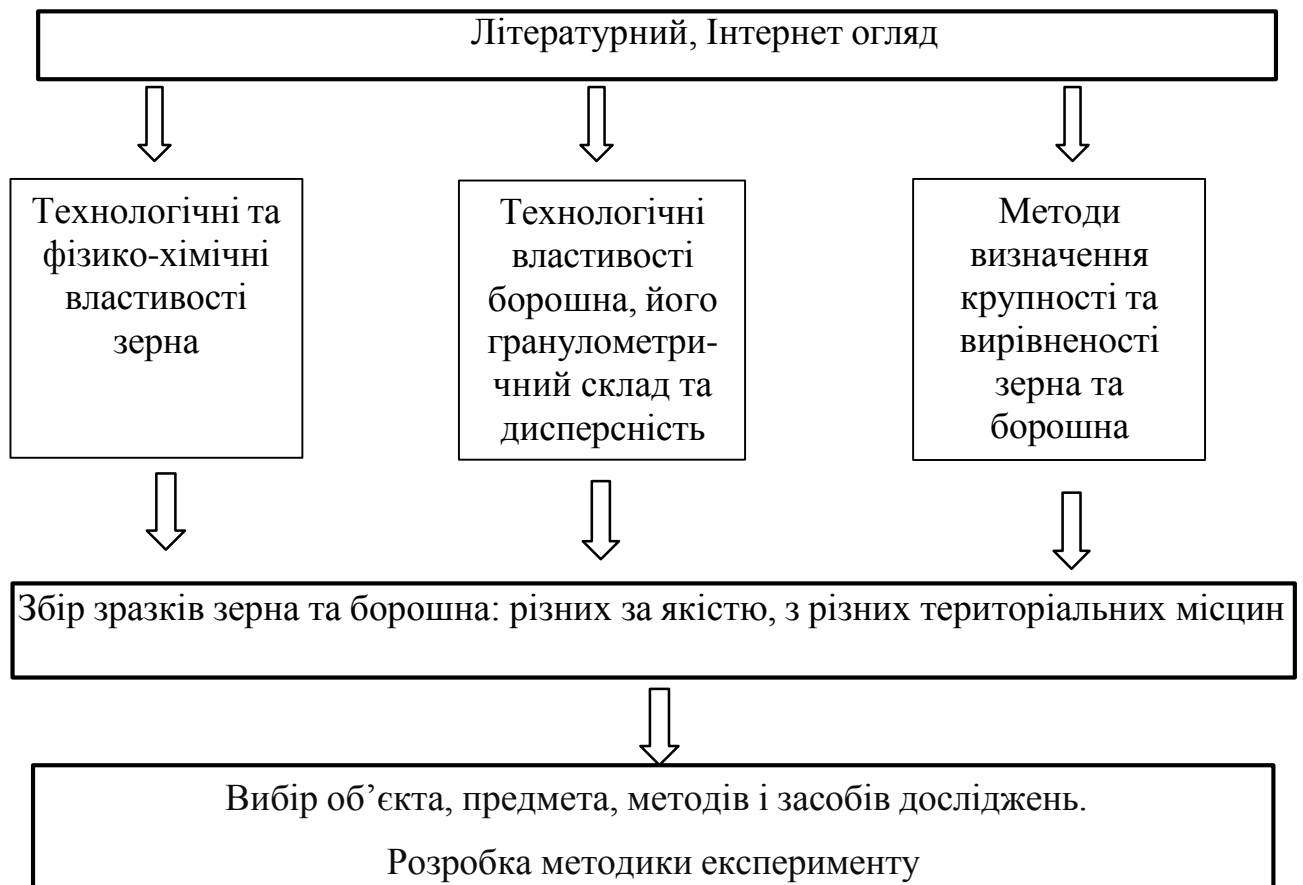 Літературний, Інтернет огляд
Технологічні та
фізико-хімічні
властивості
зерна
Технологічні
властивості
борошна, його
гранулометри-
чний склад та
дисперсність
Методи
визначення
крупності та
вирівненості
зерна та
борошна
Збір зразків зерна та борошна: різних за якістю, з різних територіальних місцин
Вибір об’єкта, предмета, методів і засобів досліджень.
Розробка методики експерименту